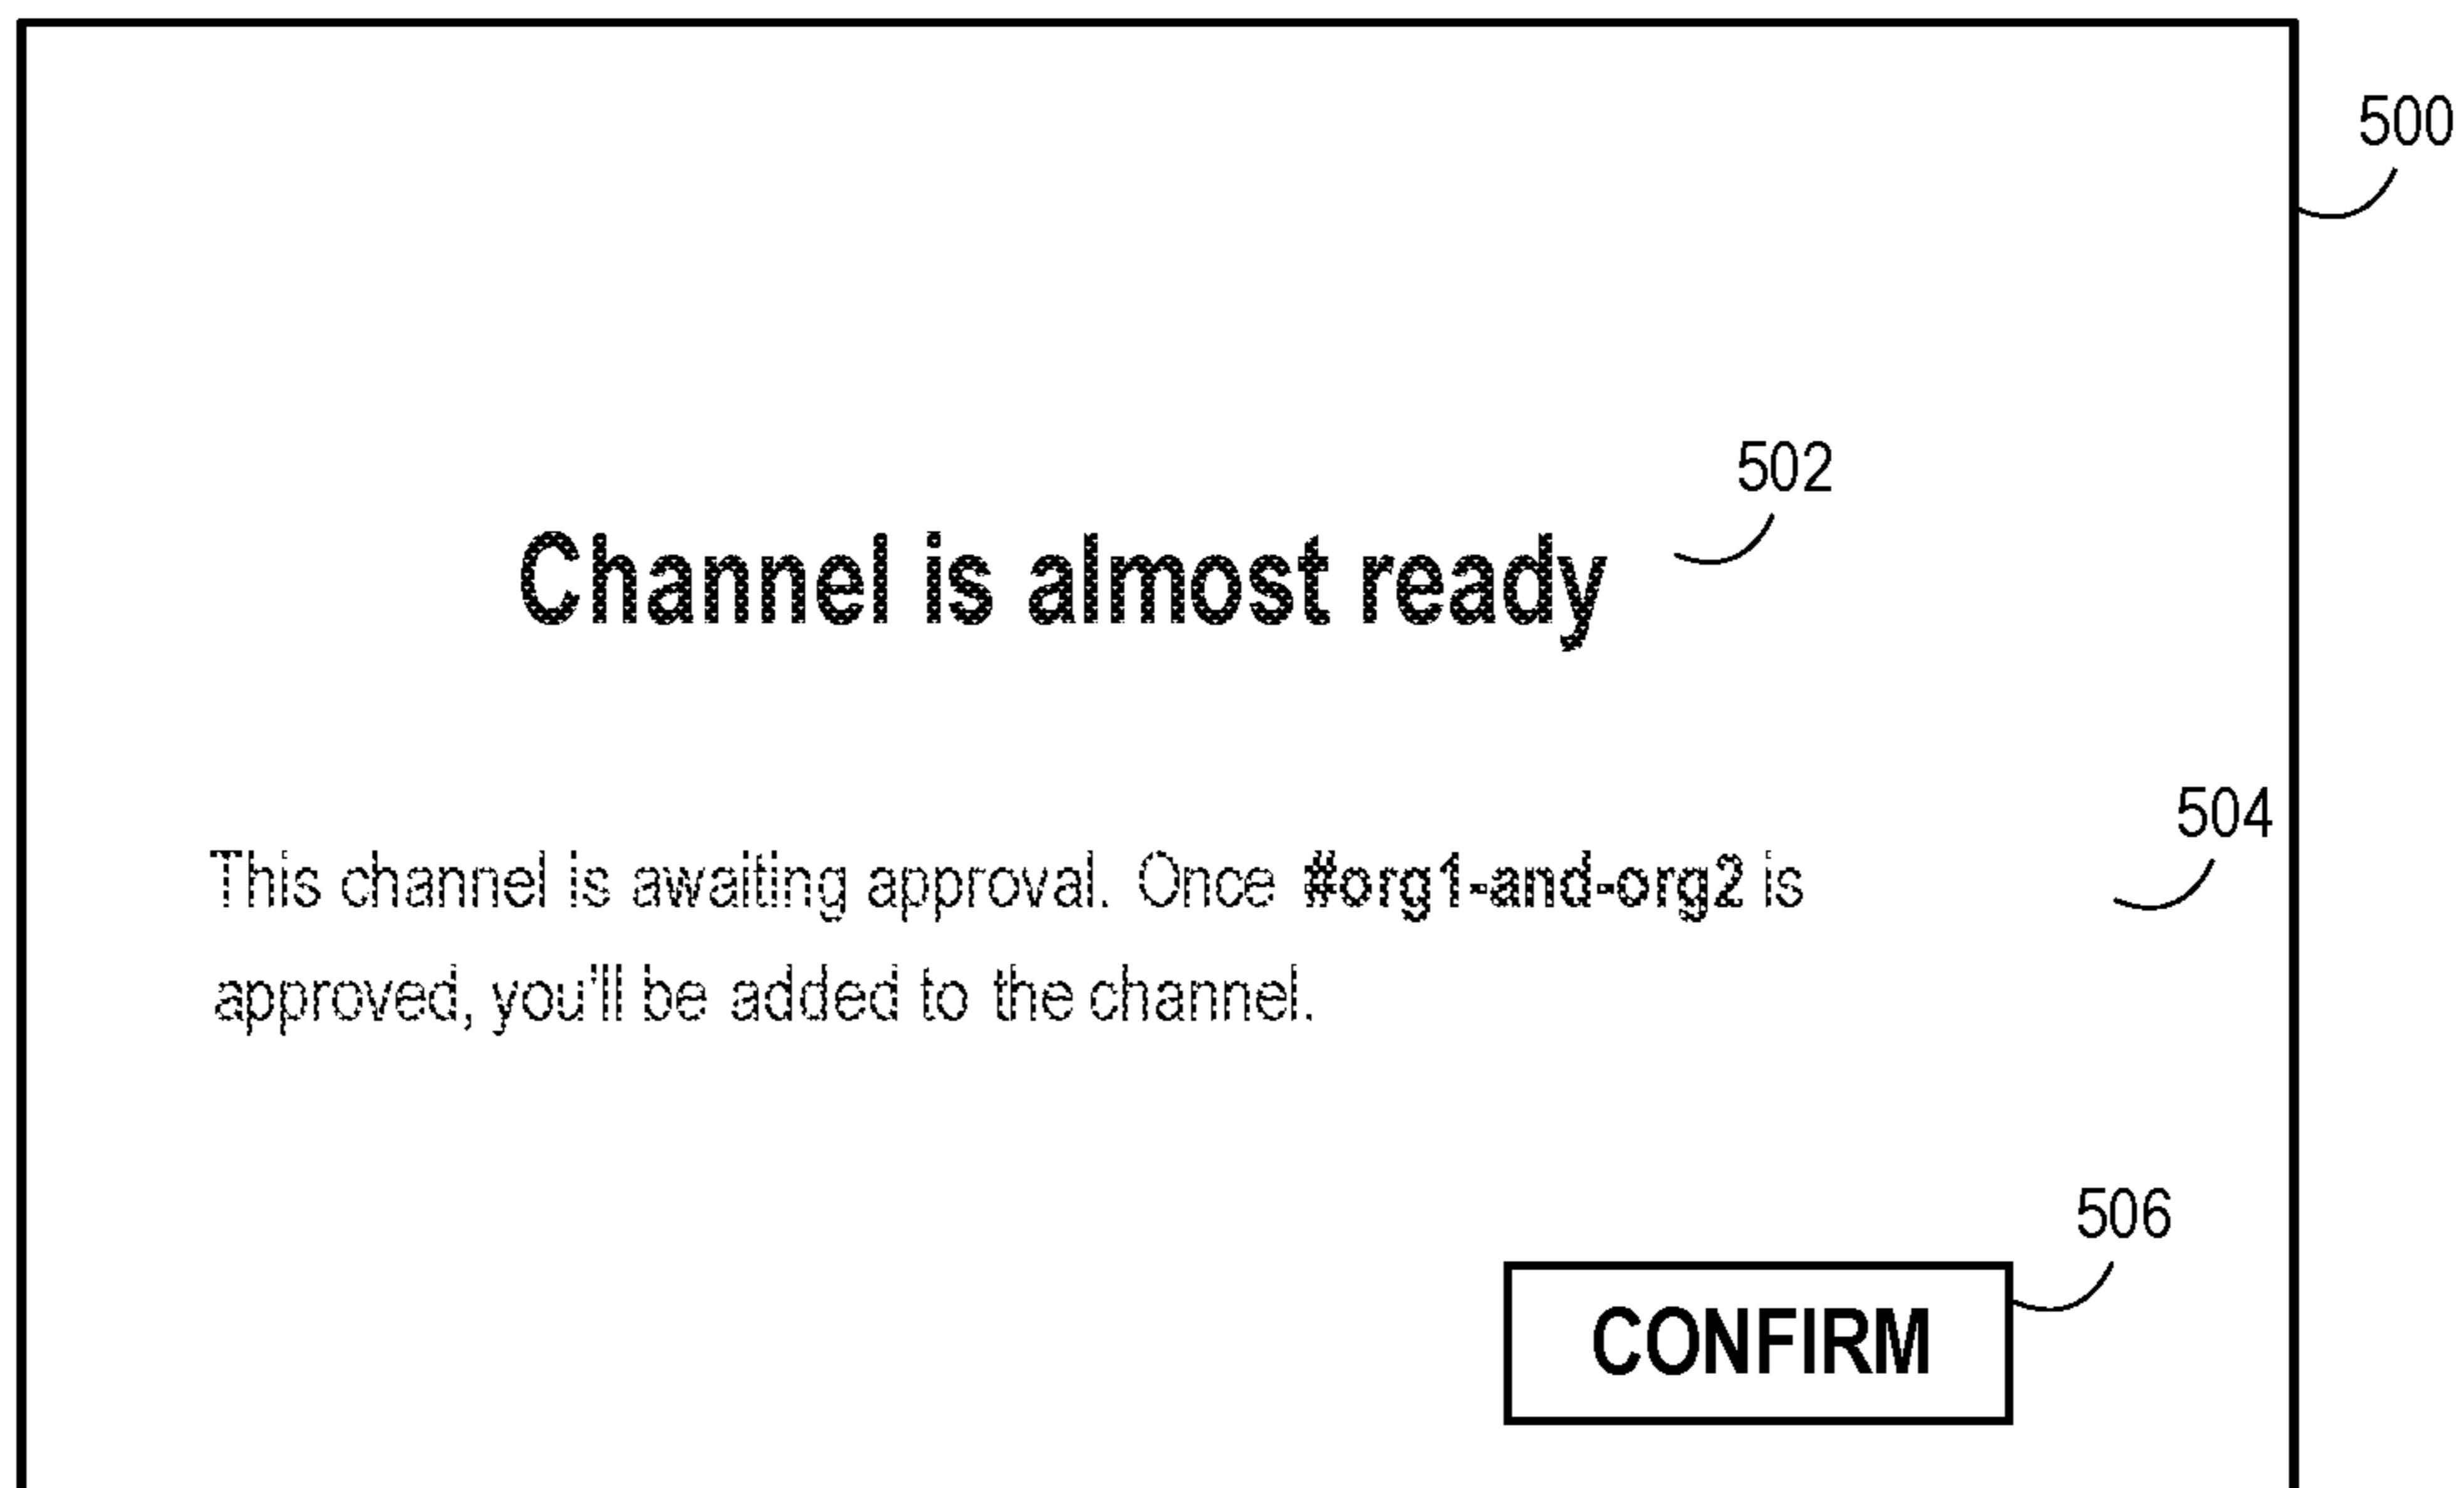 500
502
Channel is almost ready
504
This channel is awaiting approval. Once #org1-and-org2 is
approved, you'll be added to the channel.
506
CONFIRM